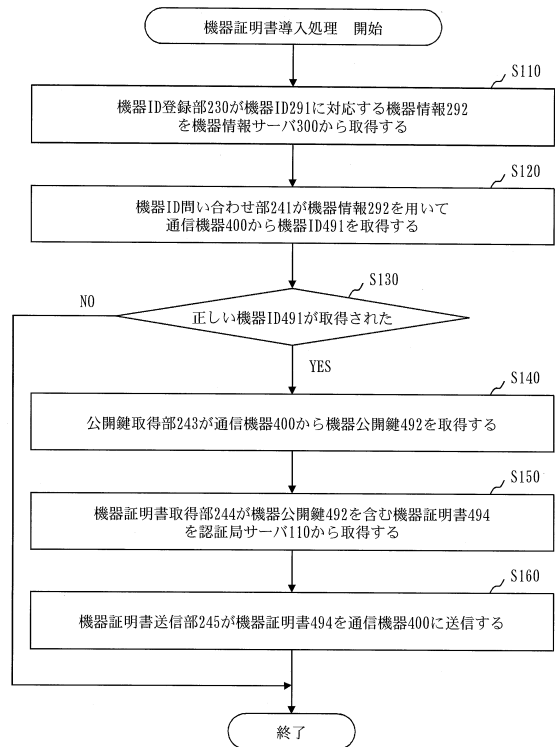 機器証明書導入処理 開始
S110
機器ID登録部230が機器ID291に対応する機器情報292
を機器情報サーバ300から取得する
S120
機器ID問い合わせ部241が機器情報292を用いて
通信機器400から機器ID491を取得する
S130
NO
正しい機器ID491が取得された
YES
S140
公開鍵取得部243が通信機器400から機器公開鍵492を取得する
S150
機器証明書取得部244が機器公開鍵492を含む機器証明書494
を認証局サーバ110から取得する
S160
機器証明書送信部245が機器証明書494を通信機器400に送信する
終了